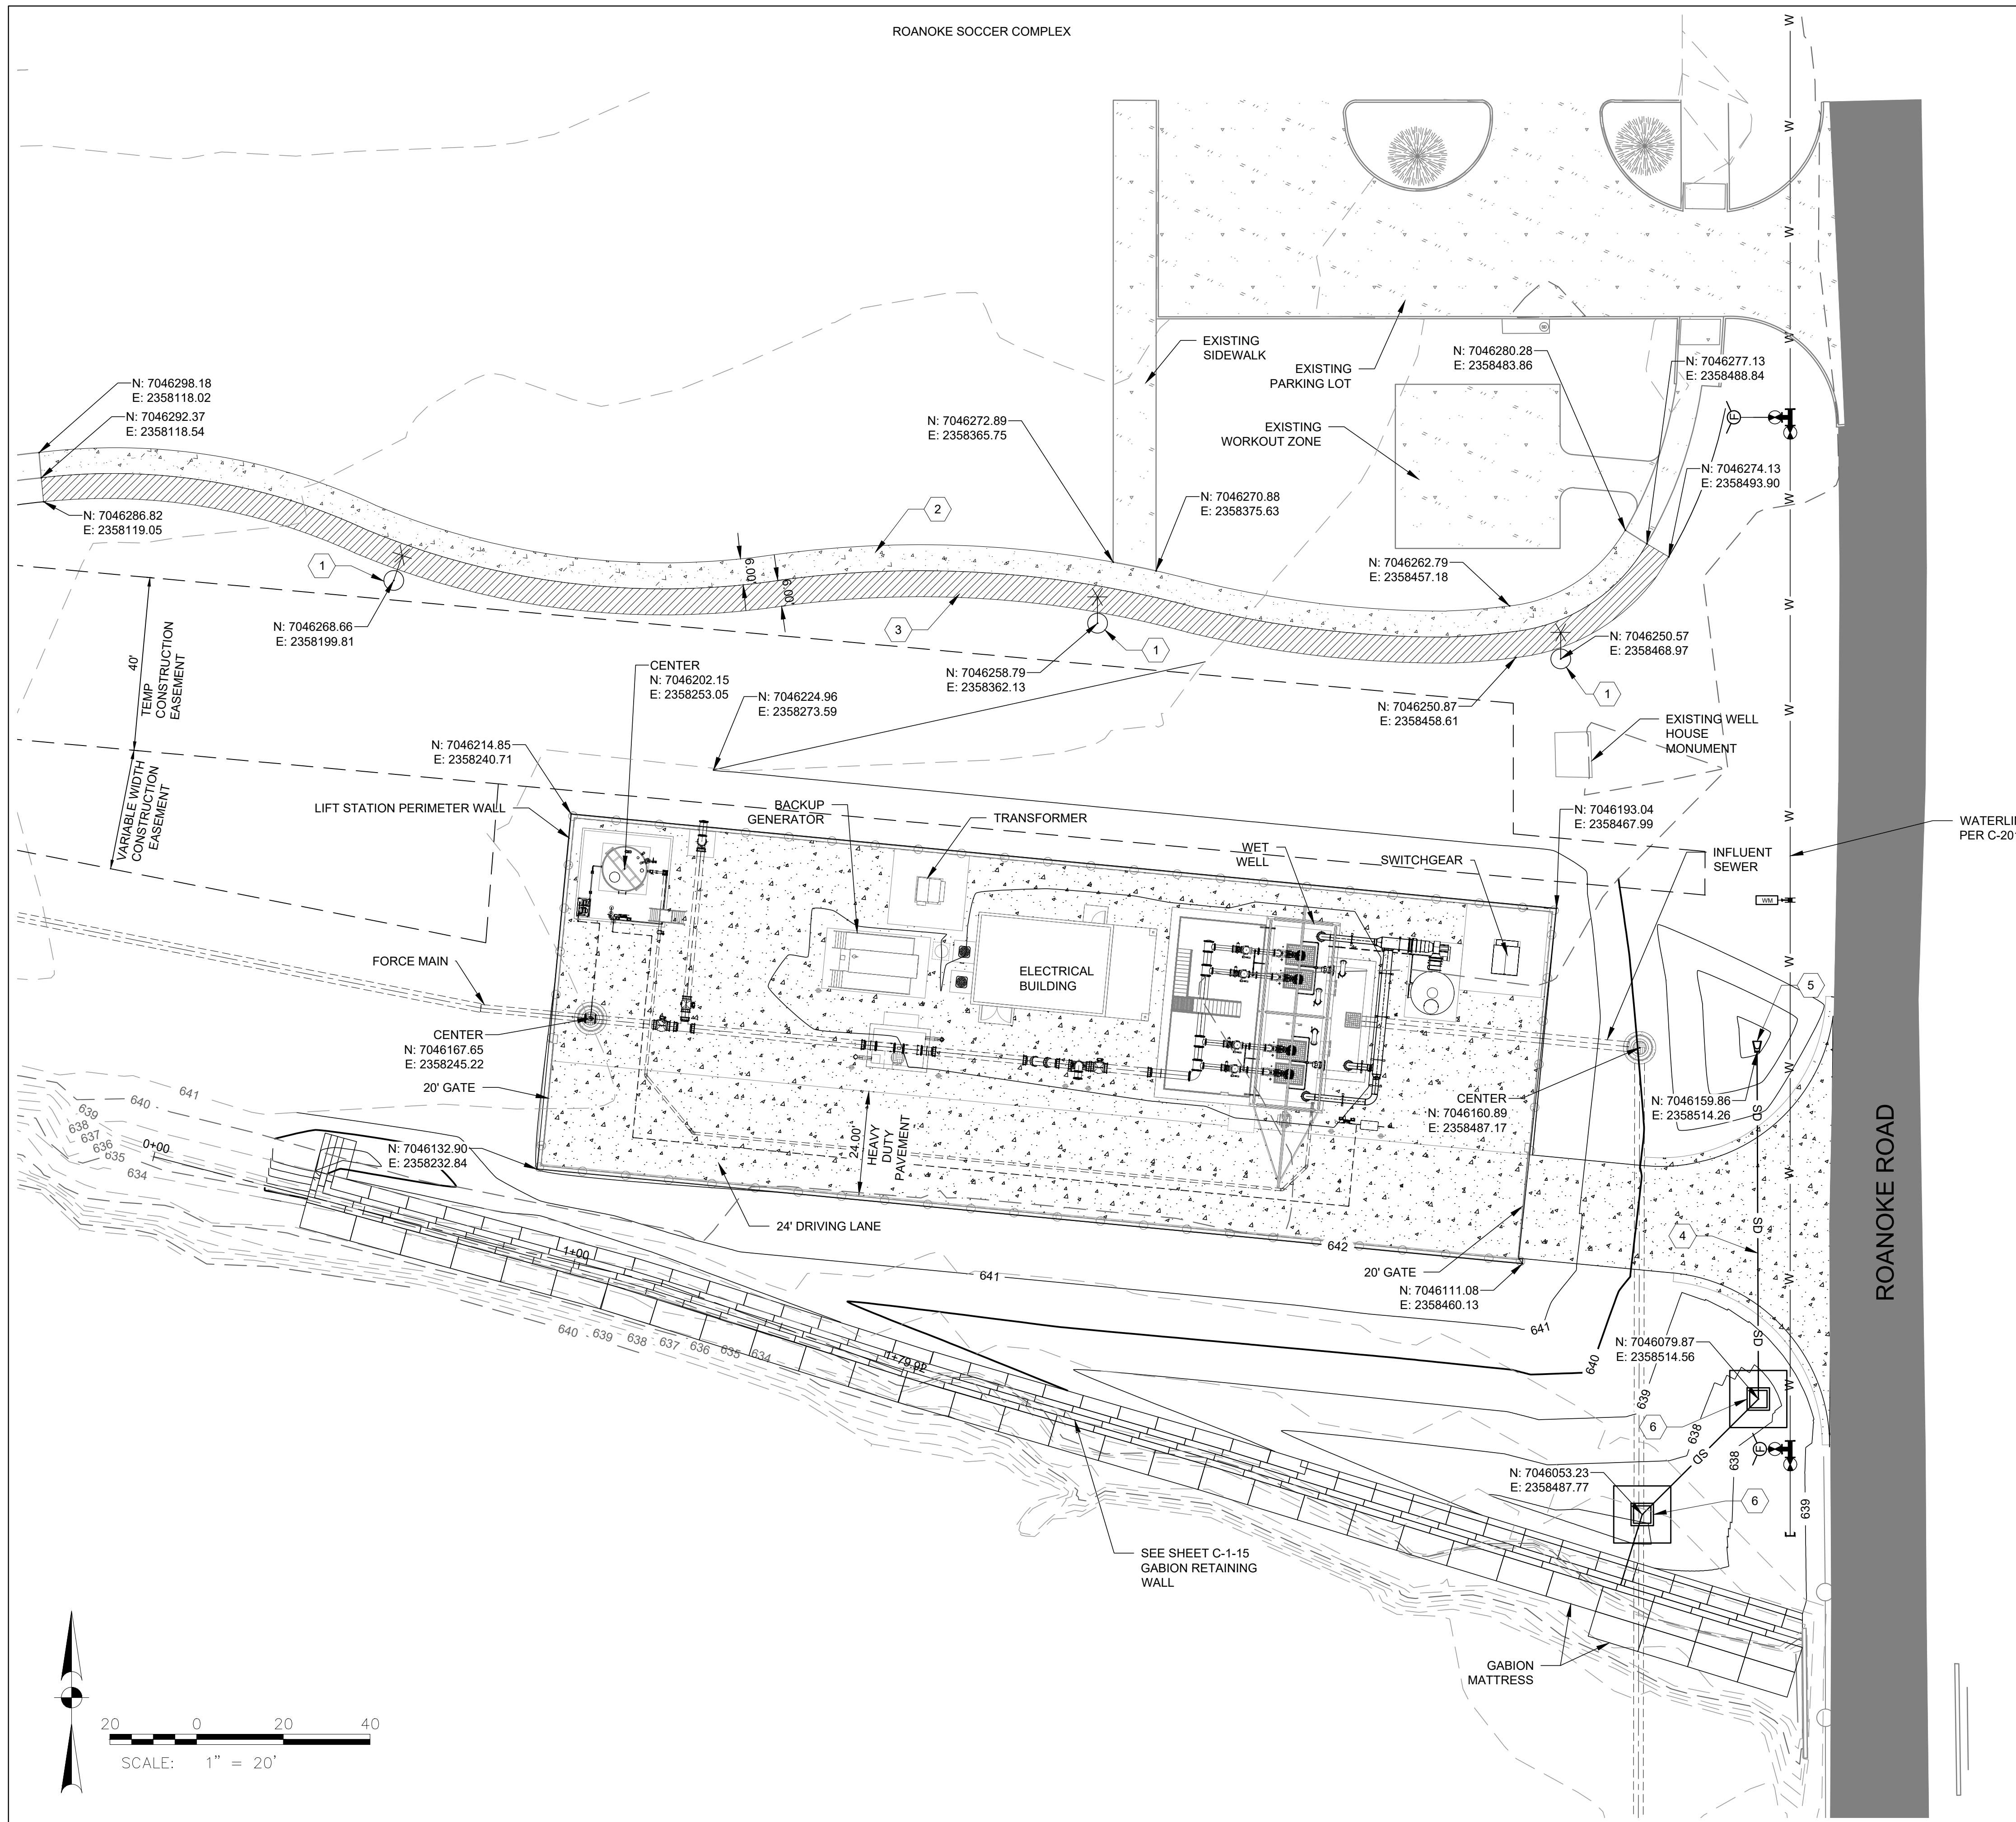 ROANOKE SOCCER COMPLEX
W
W
W
W
W
W
W
W
W
W
W
W
W
W
EXISTING
SIDEWALK
EXISTING
PARKING LOT
N: 7046280.28
E: 2358483.86
N: 7046277.13
E: 2358488.84
N: 7046298.18
E: 2358118.02
N: 7046292.37
E: 2358118.54
N: 7046272.89
E: 2358365.75
EXISTING
WORKOUT ZONE
F
N: 7046274.13
E: 2358493.90
N: 7046270.88
E: 2358375.63
N: 7046286.82
E: 2358119.05
2
1
6.00'
6.00'
N: 7046262.79
E: 2358457.18
N: 7046268.66
E: 2358199.81
3
1
N: 7046250.57
E: 2358468.97
40'
TEMP
CONSTRUCTION
EASEMENT
CENTER
N: 7046202.15
E: 2358253.05
N: 7046258.79
E: 2358362.13
1
N: 7046224.96
E: 2358273.59
N: 7046250.87
E: 2358458.61
EXISTING WELL
HOUSE
MONUMENT
N: 7046214.85
E: 2358240.71
VARIABLE WIDTH
CONSTRUCTION
EASEMENT
LIFT STATION PERIMETER WALL
BACKUP
GENERATOR
TRANSFORMER
N: 7046193.04
E: 2358467.99
WATERLI
PER C-20
WET
WELL
SWITCHGEAR
INFLUENT
SEWER
WM
FORCE MAIN
ELECTRICAL
BUILDING
5
CENTER
N: 7046167.65
E: 2358245.22
20' GATE
CENTER
N: 7046160.89
E: 2358487.17
N: 7046159.86
E: 2358514.26
SD
641
640
639
638
637
636
635
634
0+00
N: 7046132.90
E: 2358232.84
24.00'
HEAVY
DUTY
PAVEMENT
ROANOKE ROAD
24' DRIVING LANE
SD
4
642
1+00
641
20' GATE
N: 7046111.08
E: 2358460.13
641
SD
640 639 638 637 636 635 634
1+79.92
N: 7046079.87
E: 2358514.56
640
639
6
638
SD
638
F
N: 7046053.23
E: 2358487.77
6
639
SEE SHEET C-1-15
GABION RETAINING
WALL
GABION
MATTRESS
20 0 20 40
SCALE: 1" = 20'